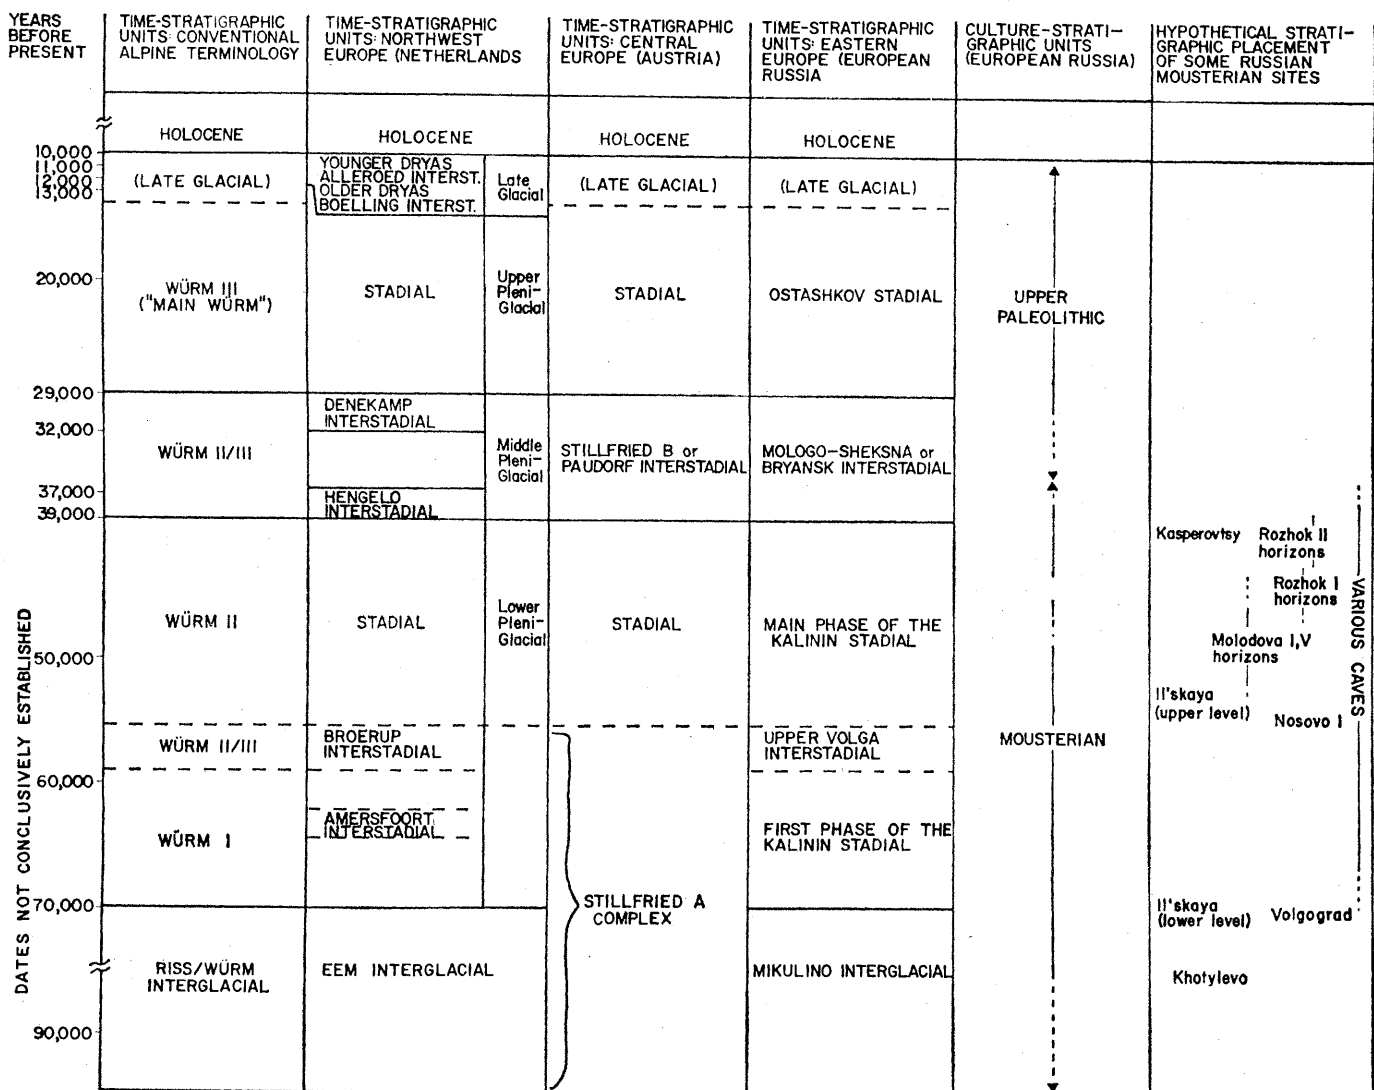 YEARS
BEFORE
PRESENT
TIME-STRATIGRAPHIC
UNITS: CONVENTIONAL
ALPINE TERMINOLOGY
TIME-STRATIGRAPHIC
UNITS: NORTHWEST
EUROPE (NETHERLANDS
TIME-STRATIGRAPHIC
UNITS: CENTRAL
EUROPE (AUSTRIA)
TIME-STRATIGRAPHIC
UNITS: EASTERN
EUROPE (EUROPEAN
RUSSIA
CULTURE-STRATI-
GRAPHIC UNITS
(EUROPEAN RUSSIA)
HYPOTHETICAL STRATI-
GRAPHIC PLACEMENT
OF SOME RUSSIAN
MOUSTERIAN SITES
HOLOCENE
HOLOCENE
HOLOCENE
HOLOCENE
10,000
11,000
12,000
13,000
(LATE GLACIAL)
YOUNGER DRYAS
ALLEROED INTERST.
OLDER DRYAS
BOELLING INTERST.
Late
Glacial
(LATE GLACIAL)
(LATE GLACIAL)
20,000
WÜRM III
("MAIN WÜRM")
STADIAL
Upper
Pleni-
Glacial
STADIAL
OSTASHKOV STADIAL
UPPER
PALEOLITHIC
29,000
32,000
37,000
39,000
WÜRM II/III
DENEKAMP
INTERSTADIAL
HENGELO
INTERSTADIAL
Middle
Pleni-
Glacial
STILLFRIED B or
PAUDORF INTERSTADIAL
MOLOGO-SHEKSNA or
BRYANSK INTERSTADIAL
Kasperovtsy
Rozhok II
horizons
Rozhok I
horizons
Molodova I,V
horizons
Il'skaya
(upper level)
Nosovo I
VARIOUS CAVES
DATES NOT CONCLUSIVELY ESTABLISHED
50,000
WÜRM II
STADIAL
Lower
Pleni-
Glacial
STADIAL
MAIN PHASE OF THE
KALININ STADIAL
WÜRM II/III
BROERUP
INTERSTADIAL
UPPER VOLGA
INTERSTADIAL
MOUSTERIAN
60,000
WÜRM I
AMERSFOORT
INTERSTADIAL
FIRST PHASE OF THE
KALININ STADIAL
STILLFRIED A
COMPLEX
70,000
Il'skaya
(lower level)
Volgograd
RISS/WÜRM
INTERGLACIAL
EEM INTERGLACIAL
MIKULINO INTERGLACIAL
Khotylevo
90,000